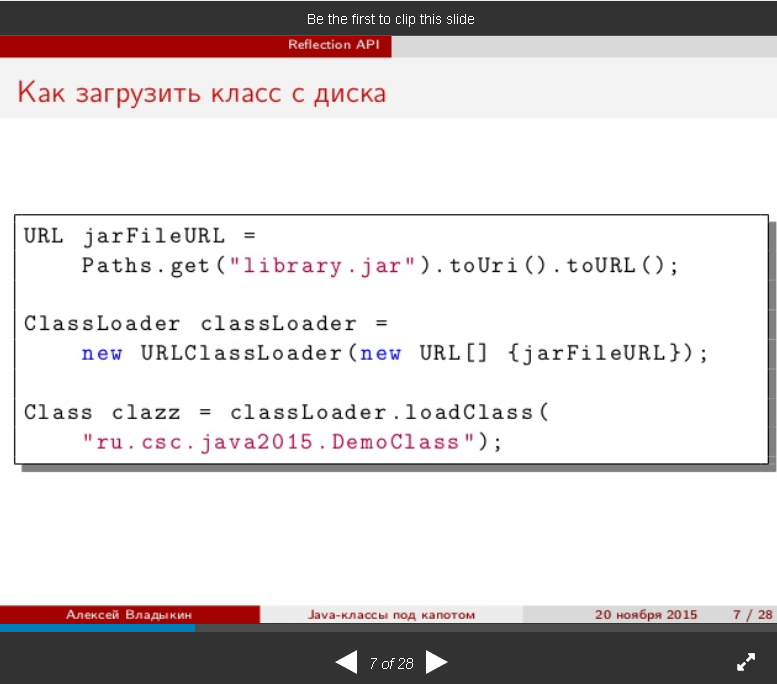 Be the first to clip this slide
Reflection API
Как загрузить класс с диска
URL jarFileURL =
Paths.get("library.jar").toUri().toURL();
ClassLoader classLoader =
new URLClassLoader(new URL[] {jarFileURL});
Class clazz = classLoader.loadClass(
"ru.csc.java2015.DemoClass");
Алексей Владыкин Java-классы под капотом 20 ноября 2015 7 / 28
7 of 28